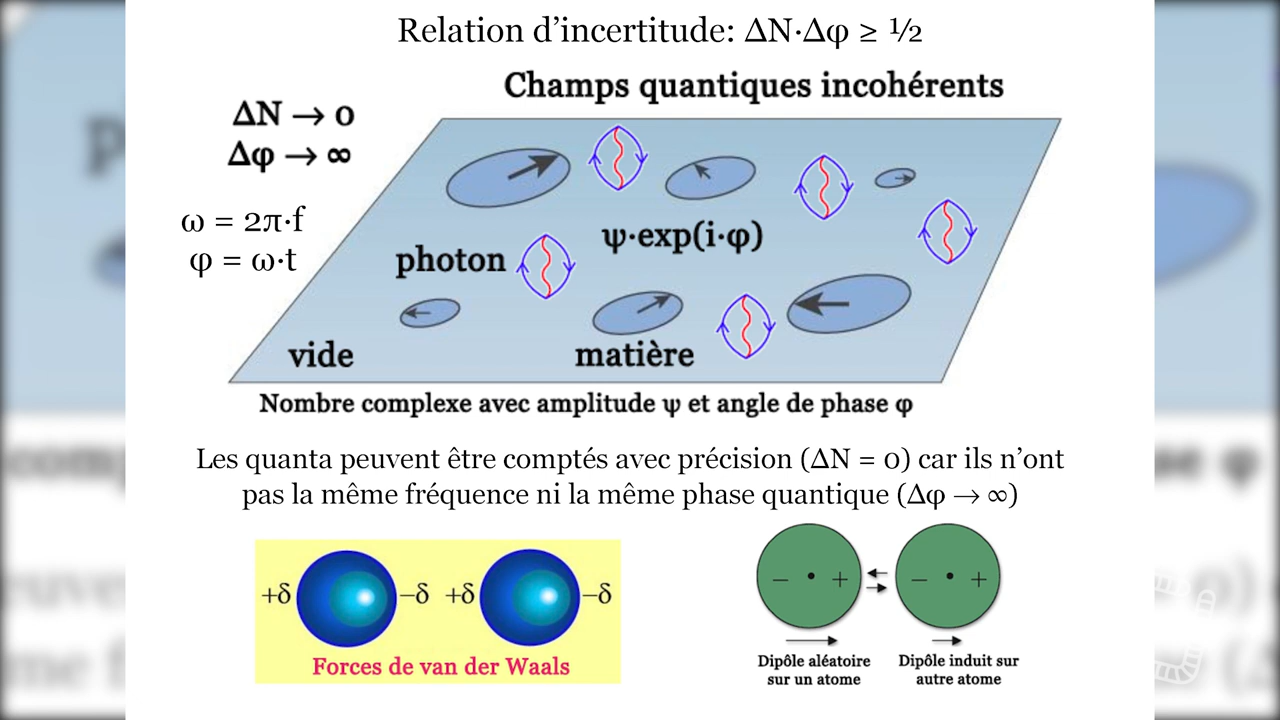 Relation d’incertitude: ΔN·Δφ ≥ ½
Champs quantiques incohérents
ΔN → 0
Δφ → ∞
ω = 2π·f
φ = ω·t
ψ·exp(i·φ)
photon
vide
matière
Nombre complexe avec amplitude ψ et angle de phase φ
Les quanta peuvent être comptés avec précision (ΔN = 0) car ils n’ont
pas la même fréquence ni la même phase quantique (Δφ → ∞)
+δ −δ +δ −δ
Forces de van der Waals
− • + − • +
Dipôle aléatoire
sur un atome
Dipôle induit sur
autre atome